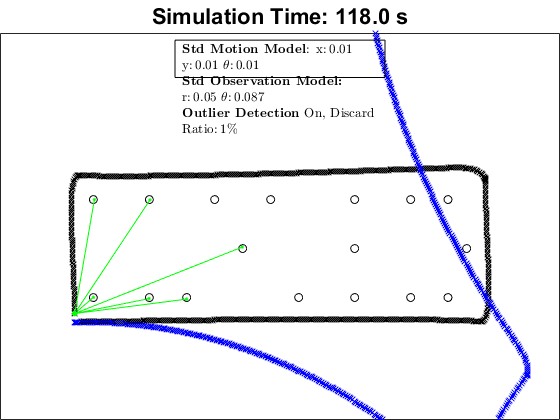 Simulation Time: 118.0 s
Std Motion Model: x: 0.01
y: 0.01 θ: 0.01
Std Observation Model:
r: 0.05 θ: 0.087
Outlier Detection On, Discard
Ratio: 1%